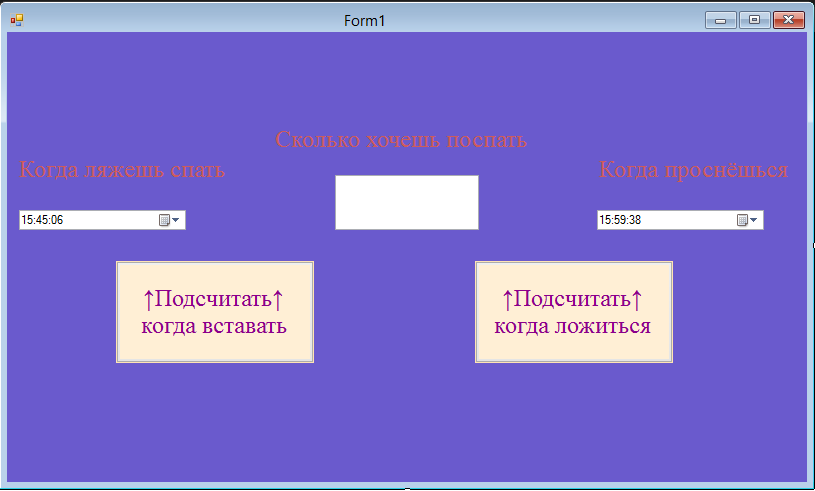 Form1
Сколько хочешь поспать
Когда ляжешь спать
Когда проснёшься
15:45:06
15:59:38
↑Подсчитать↑
когда вставать
↑Подсчитать↑
когда ложиться